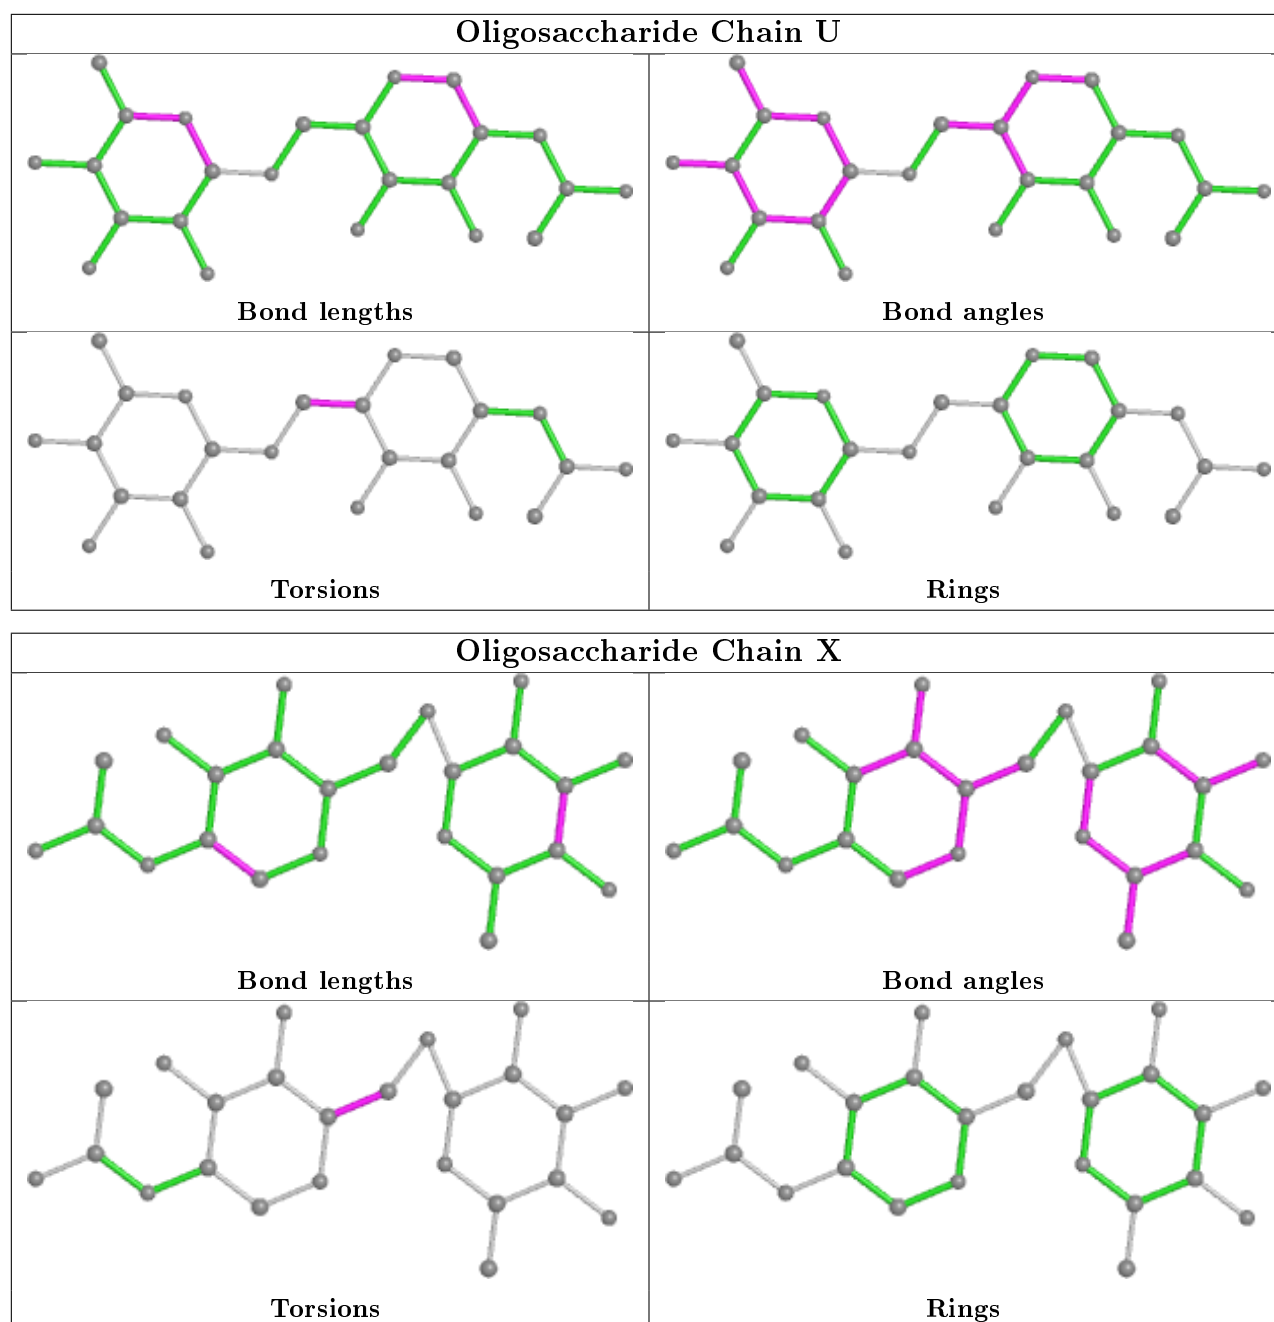 Oligosaccharide Chain U
Bond lengths
Bond angles
Torsions
Rings
Oligosaccharide Chain X
Bond lengths
Bond angles
Torsions
Rings